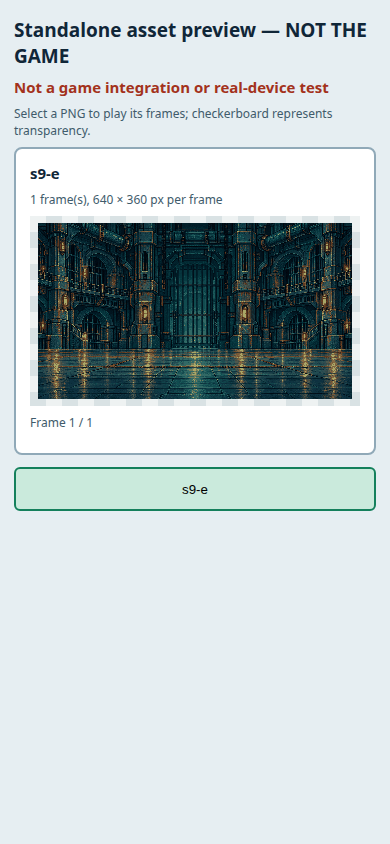 Standalone asset preview — NOT THE
GAME
Not a game integration or real-device test
Select a PNG to play its frames; checkerboard represents
transparency.
s9-e
1 frame(s), 640 × 360 px per frame
Frame 1 / 1
s9-e